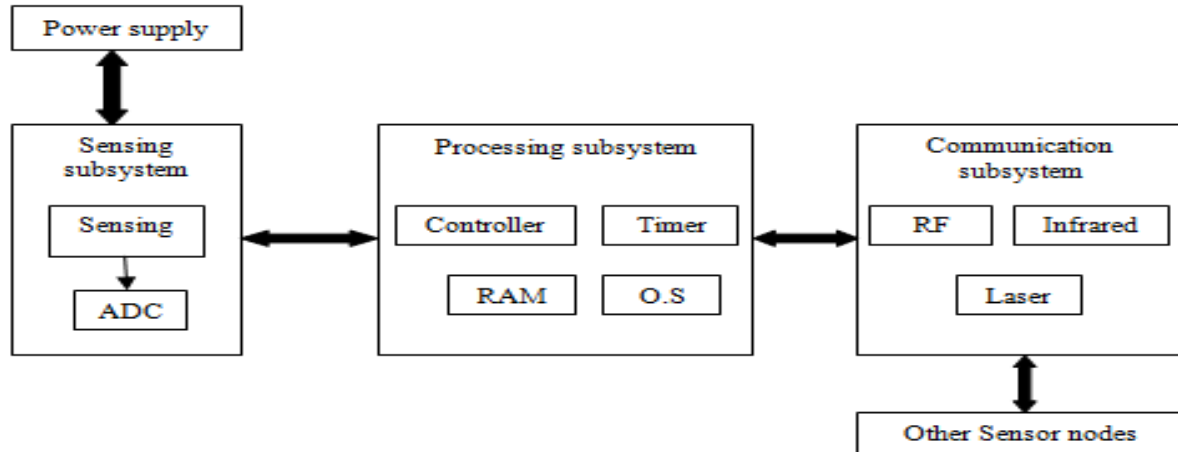 Power supply
Sensing
subsystem
Sensing
ADC
Processing subsystem
Controller
Timer
RAM
O.S
Communication
subsystem
RF
Infrared
Laser
Other Sensor nodes